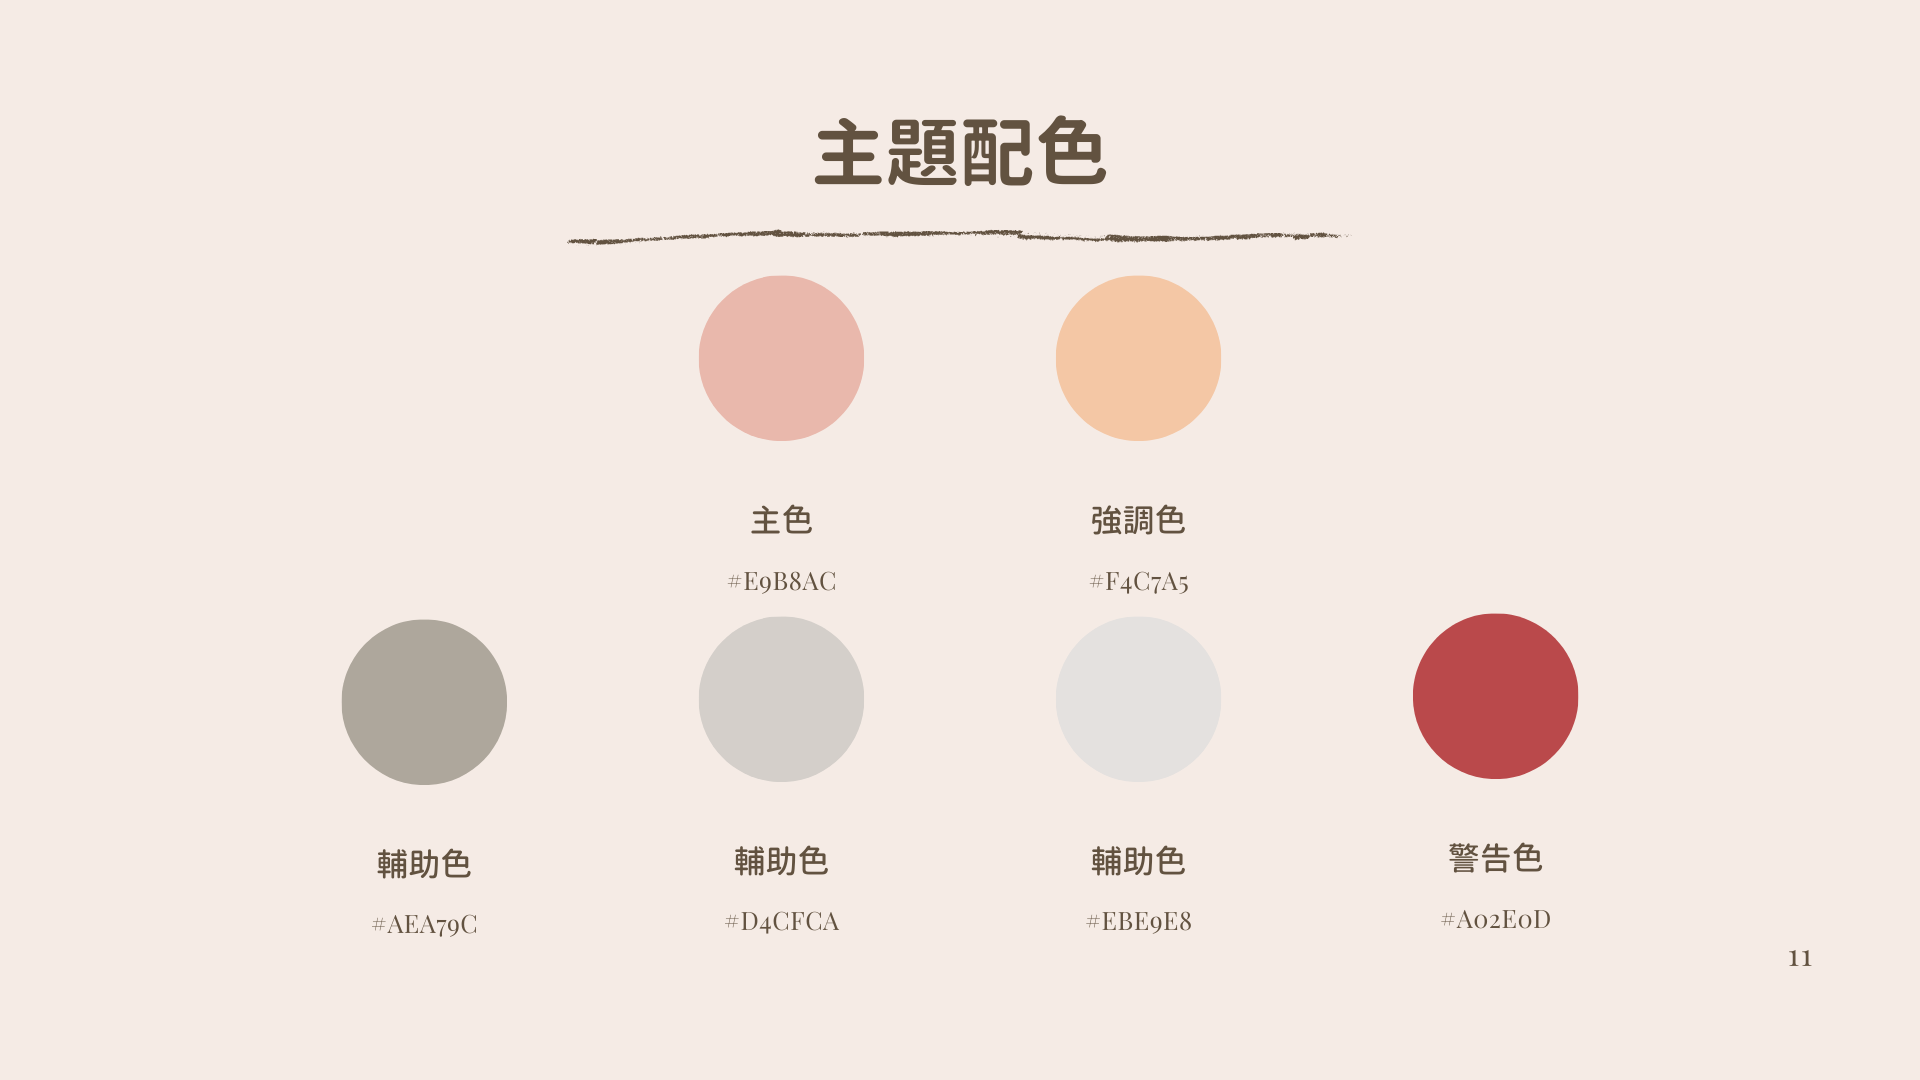 主題配色
主色
強調色
#E9B8AC
#F4C7A5
輔助色
輔助色
輔助色
警告色
#AEA79C
#D4CFCA
#EBE9E8
#A02E0D
11